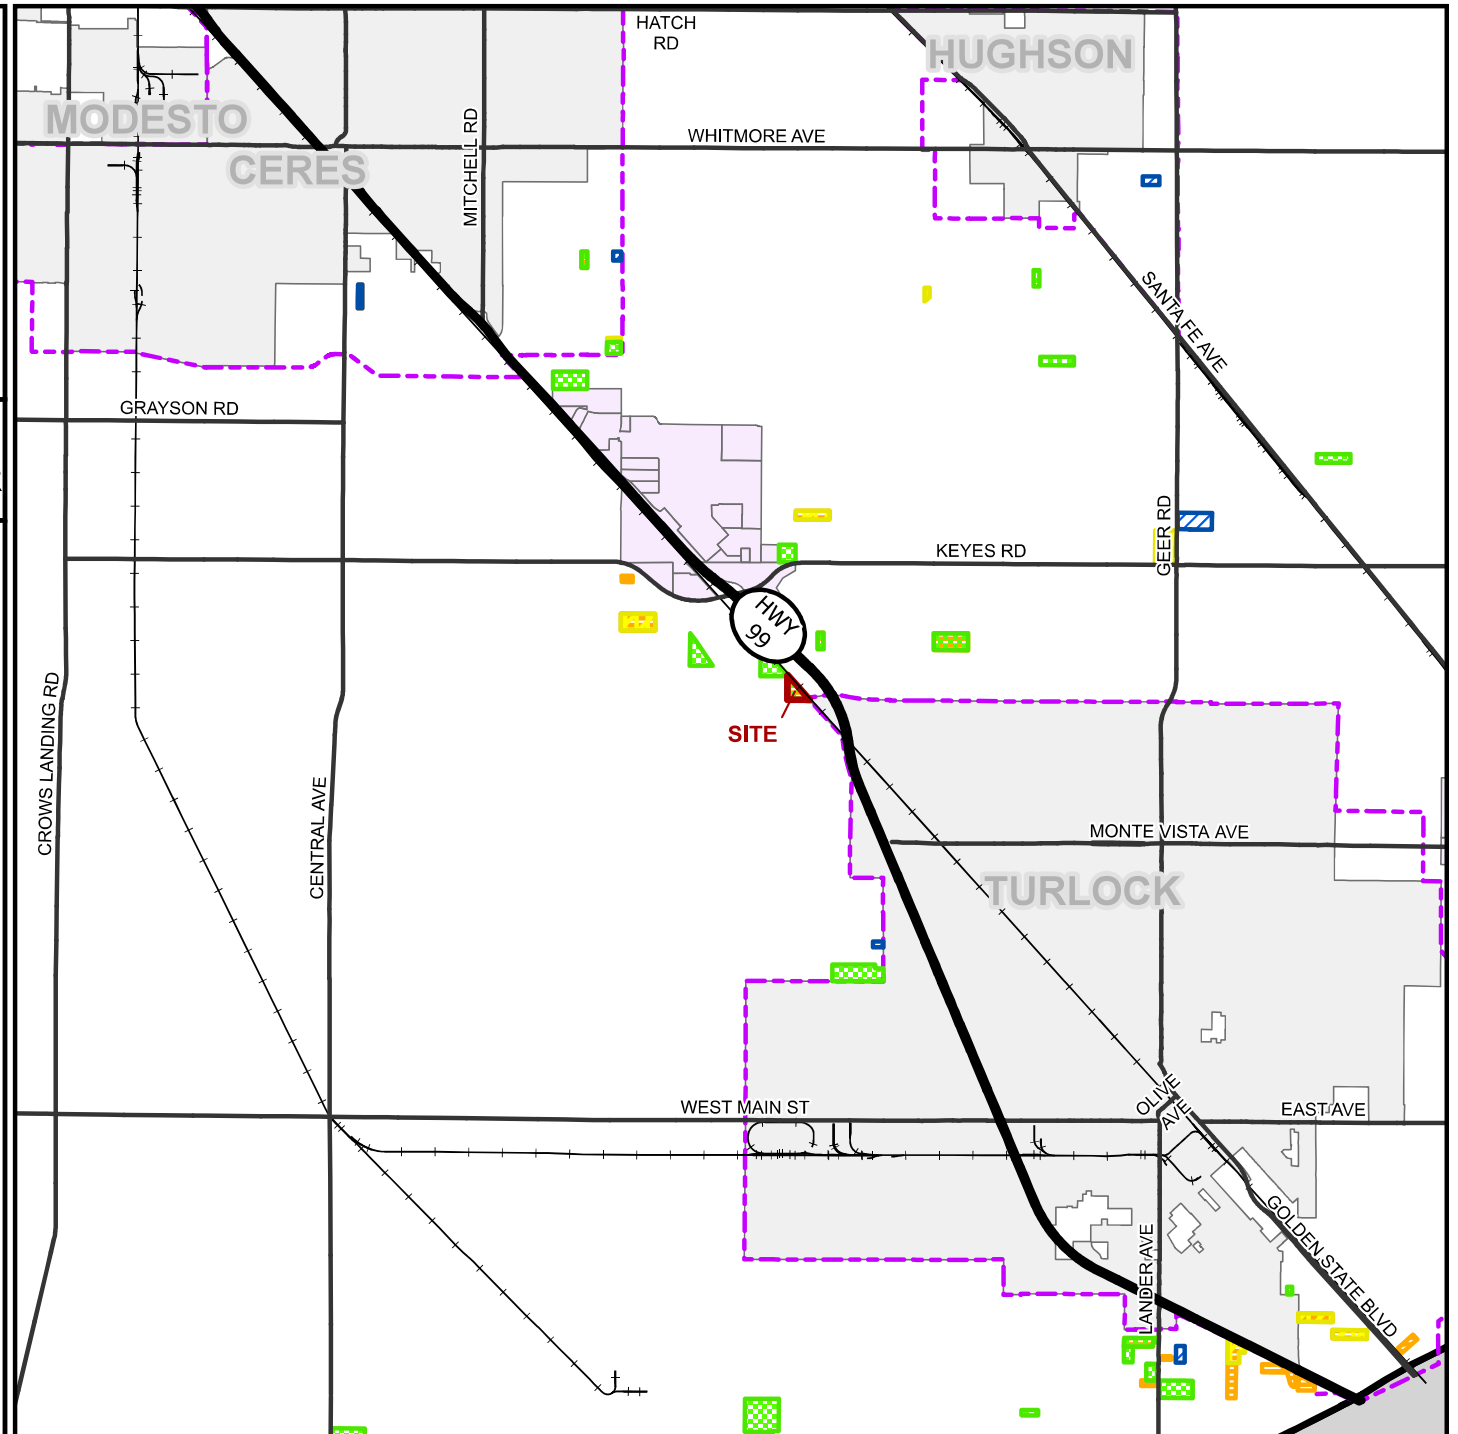 HATCH
RD
HUGHSON
MODESTO
MITCHELL RD
WHITMORE AVE
CERES
SANTA FE AVE
GRAYSON RD
GEER RD
KEYES RD
HWY
99
CROWS LANDING RD
SITE
CENTRAL AVE
MONTE VISTA AVE
TURLOCK
OLIVE
AVE
WEST MAIN ST
EAST AVE
GOLDEN STATE BLVD
LANDER AVE